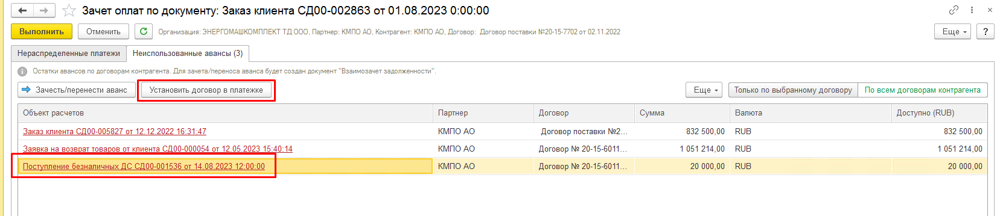 Зачет оплат по документу: Заказ клиента СД00-002863 от 01.08.2023 0:00:00
Выполнить Отменить Организация: ЭНЕРГОМАШКОМПЛЕКТ ТД ООО, Партнер: КМПО АО, Контрагент: КМПО АО, Договор: Договор поставки №20-15-7702 от 02.11.2022 Еще ?
Нераспределенные платежи Неиспользованные авансы (3)
Остатки авансов по договорам контрагента. Для зачета/переноса аванса будет создан документ "Взаимозачет задолженности".
Зачесть/перенести аванс Установить договор в платежке Еще Только по выбранному договору По всем договорам контрагента
Объект расчетов Партнер Договор Сумма Валюта Доступно (RUB)
Заказ клиента СД00-005827 от 12.12.2022 16:31:47 КМПО АО Договор поставки №2... 832 500,00 RUB 832 500,00
Заявка на возврат товаров от клиента СД00-000054 от 12.05.2023 15:40:14 КМПО АО Договор № 20-15-6011... 1 051 214,00 RUB 1 051 214,00
Поступление безналичных ДС СД00-001536 от 14.08.2023 12:00:00 КМПО АО Договор № 20-15-6011... 20 000,00 RUB 20 000,00